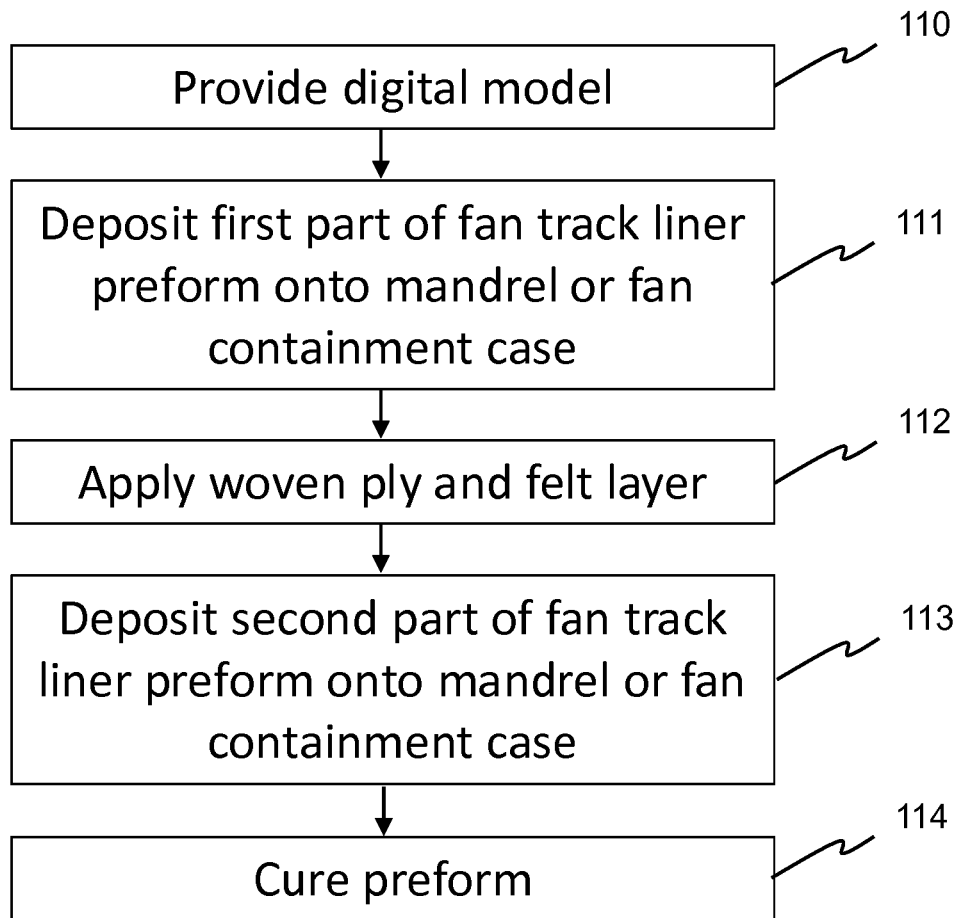 110
Provide digital model
111
Deposit first part of fan track liner
preform onto mandrel or fan
containment case
112
Apply woven ply and felt layer
113
Deposit second part of fan track
liner preform onto mandrel or fan
containment case
114
Cure preform